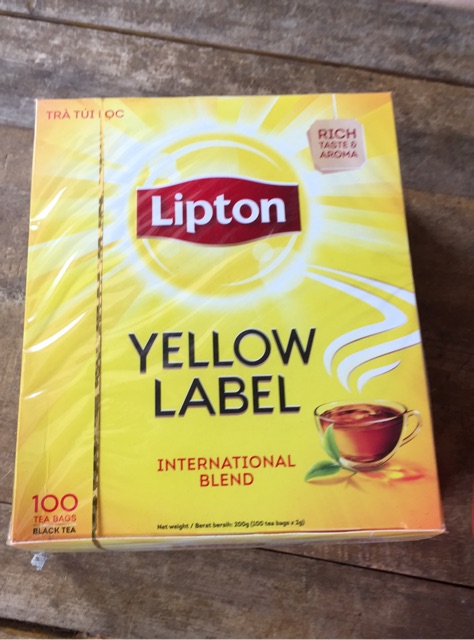 TRÀ TÚI LỌC
RICH
TASTE &
AROMA
Lipton
YELLOW
LABEL
INTERNATIONAL
BLEND
100
TEA BAGS
BLACK TEA
Net weight / Berat bersih: 200g (100 tea bags x 2g)